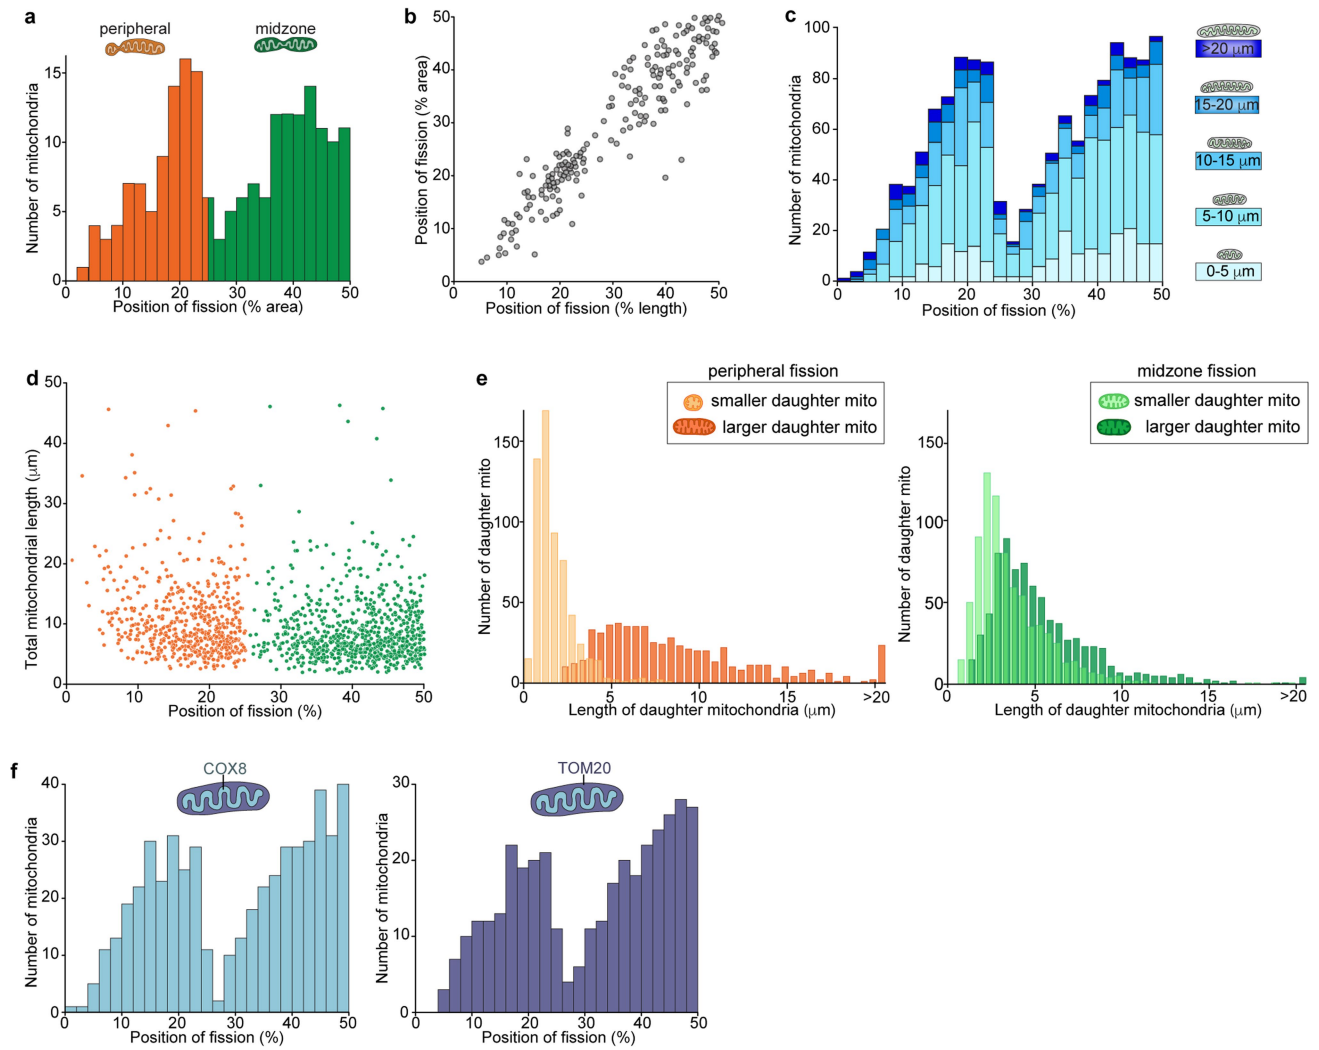 a
peripheral
midzone
Number of mitochondria
15
10
5
0
0 10 20 30 40 50
Position of fission (% area)
b
Position of fission (% area)
50
40
30
20
10
0
0 10 20 30 40 50
Position of fission (% length)
c
Number of mitochondria
100
80
60
40
20
0
0 10 20 30 40 50
Position of fission (%)
>20 µm
15-20 µm
10-15 µm
5-10 µm
0-5 µm
d
Total mitochondrial length (µm)
50
40
30
20
10
0
0 10 20 30 40 50
Position of fission (%)
e
peripheral fission
smaller daughter mito
larger daughter mito
Number of daughter mito
150
100
50
0
0 5 10 15 >20
Length of daughter mitochondria (µm)
midzone fission
smaller daughter mito
larger daughter mito
Number of daughter mito
150
100
50
0
0 5 10 15 >20
Length of daughter mitochondria (µm)
f
COX8
Number of mitochondria
40
30
20
10
0
0 10 20 30 40 50
Position of fission (%)
TOM20
Number of mitochondria
30
20
10
0
0 10 20 30 40 50
Position of fission (%)